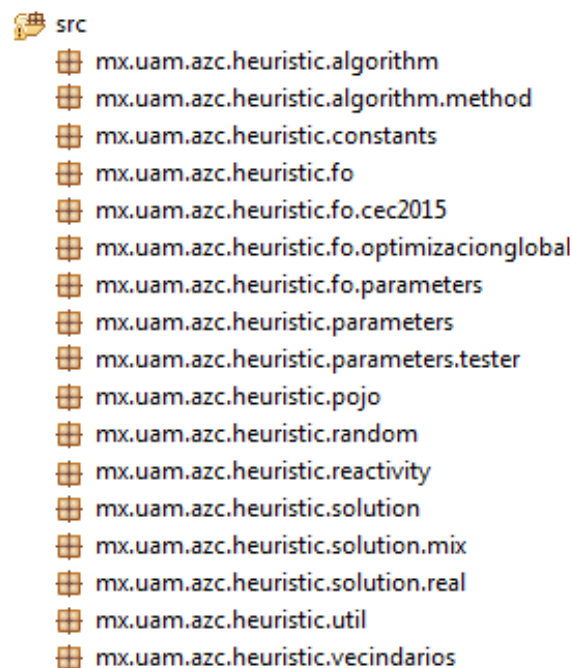 src
mx.uam.azc.heuristic.algorithm
mx.uam.azc.heuristic.algorithm.method
mx.uam.azc.heuristic.constants
mx.uam.azc.heuristic.fo
mx.uam.azc.heuristic.fo.cec2015
mx.uam.azc.heuristic.fo.optimizacionglobal
mx.uam.azc.heuristic.fo.parameters
mx.uam.azc.heuristic.parameters
mx.uam.azc.heuristic.parameters.tester
mx.uam.azc.heuristic.pojo
mx.uam.azc.heuristic.random
mx.uam.azc.heuristic.reactivity
mx.uam.azc.heuristic.solution
mx.uam.azc.heuristic.solution.mix
mx.uam.azc.heuristic.solution.real
mx.uam.azc.heuristic.util
mx.uam.azc.heuristic.vecindarios